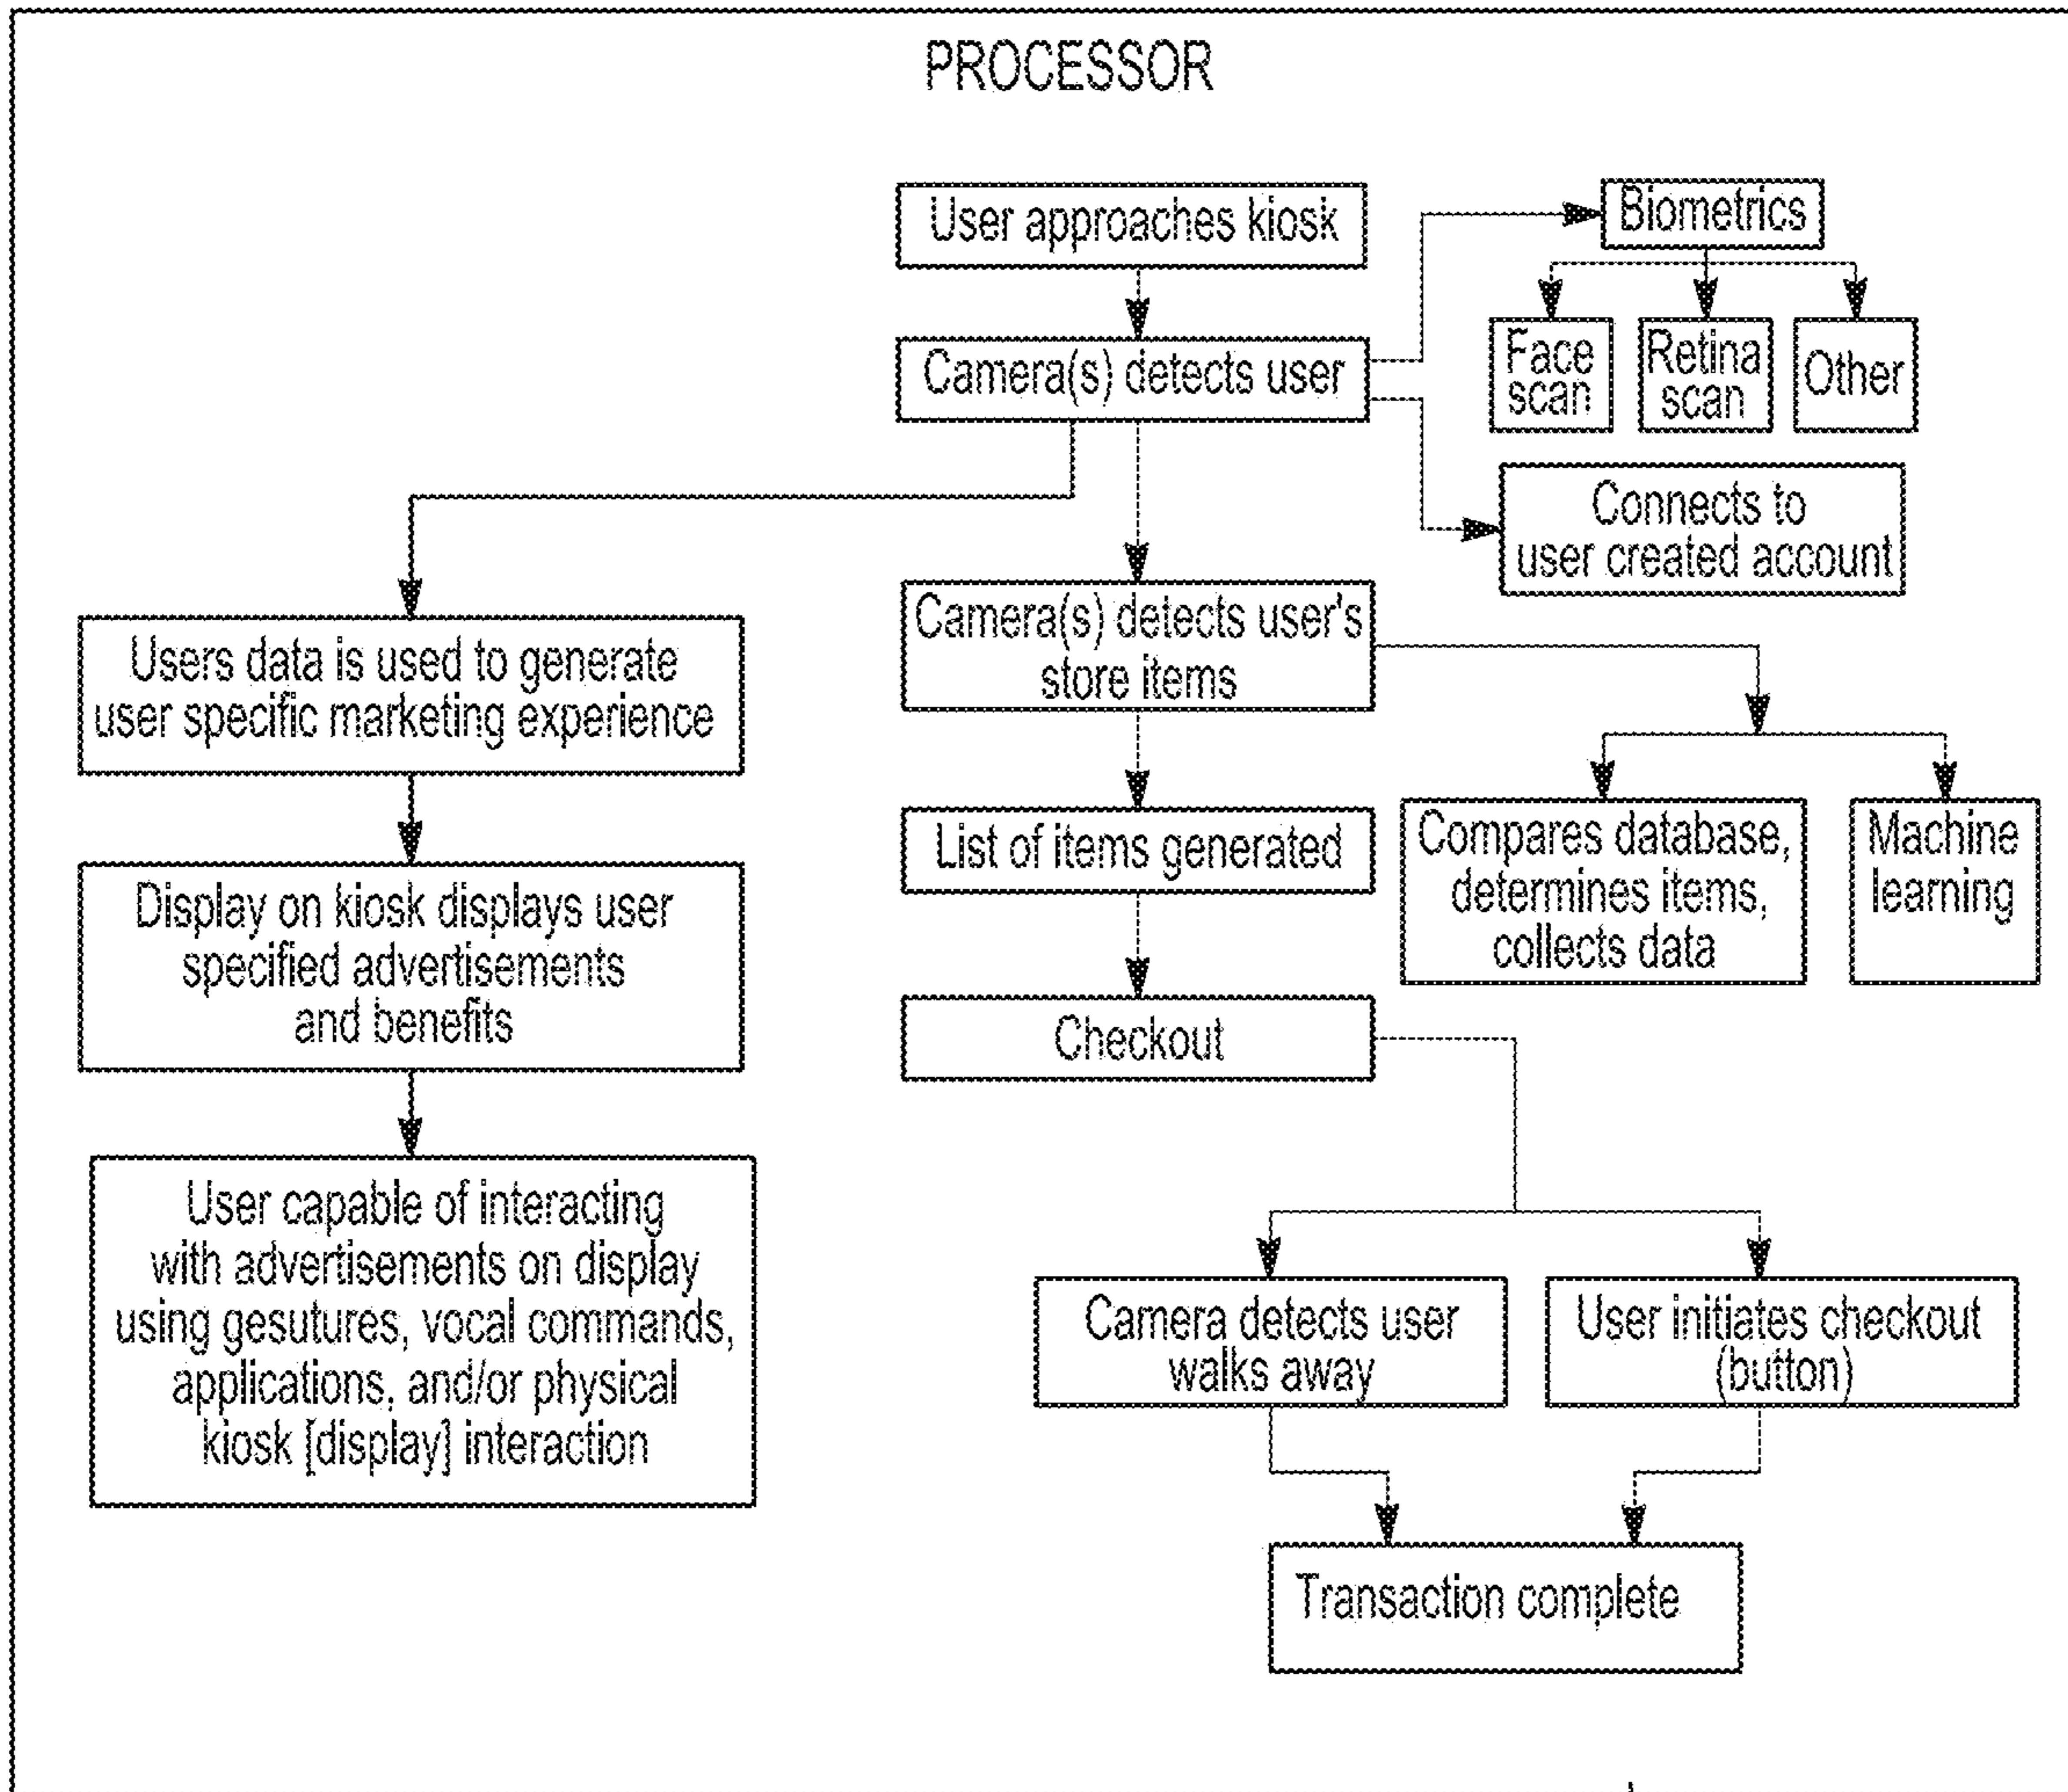 PROCESSOR
User approaches kiosk
Biometrics
Camera(s) detects user
Face
scan
Retina
scan
Other
Connects to
user created account
Users data is used to generate
user specific marketing experience
Camera(s) detects user's
store items
List of items generated
Compares database,
determines items,
collects data
Machine
learning
Display on kiosk displays user
specified advertisements
and benefits
Checkout
User capable of interacting
with advertisements on display
using gesutures, vocal commands,
applications, and/or physical
kiosk [display] interaction
Camera detects user
walks away
User initiates checkout
(button)
Transaction complete